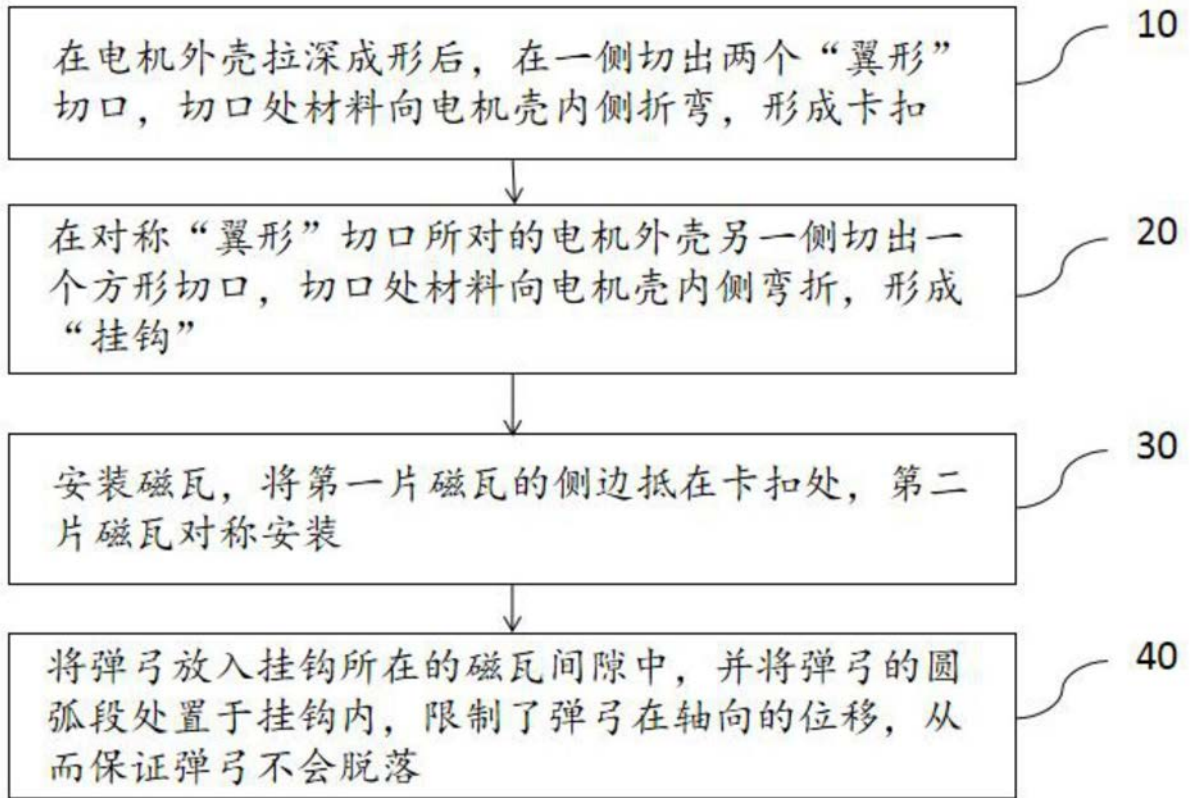 10
在电机外壳拉深成形后，在一侧切出两个“翼形”
切口，切口处材料向电机壳内侧折弯，形成卡扣
20
在对称“翼形”切口所对的电机外壳另一侧切出一
个方形切口，切口处材料向电机壳内侧弯折，形成
“挂钩”
30
安装磁瓦，将第一片磁瓦的侧边抵在卡扣处，第二
片磁瓦对称安装
40
将弹弓放入挂钩所在的磁瓦间隙中，并将弹弓的圆
弧段处置于挂钩内，限制了弹弓在轴向的位移，从
而保证弹弓不会脱落